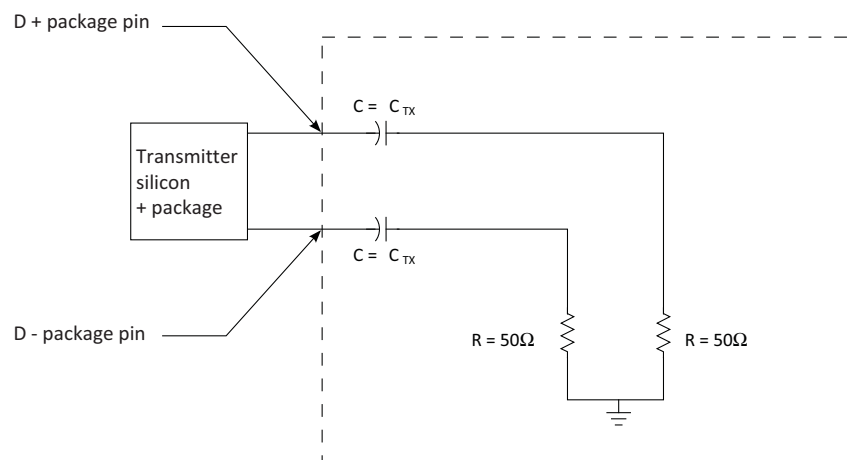 D + package pin
C = C TX
Transmitter
silicon
+ package
C = C TX
D - package pin
R = 50Ω
R = 50Ω